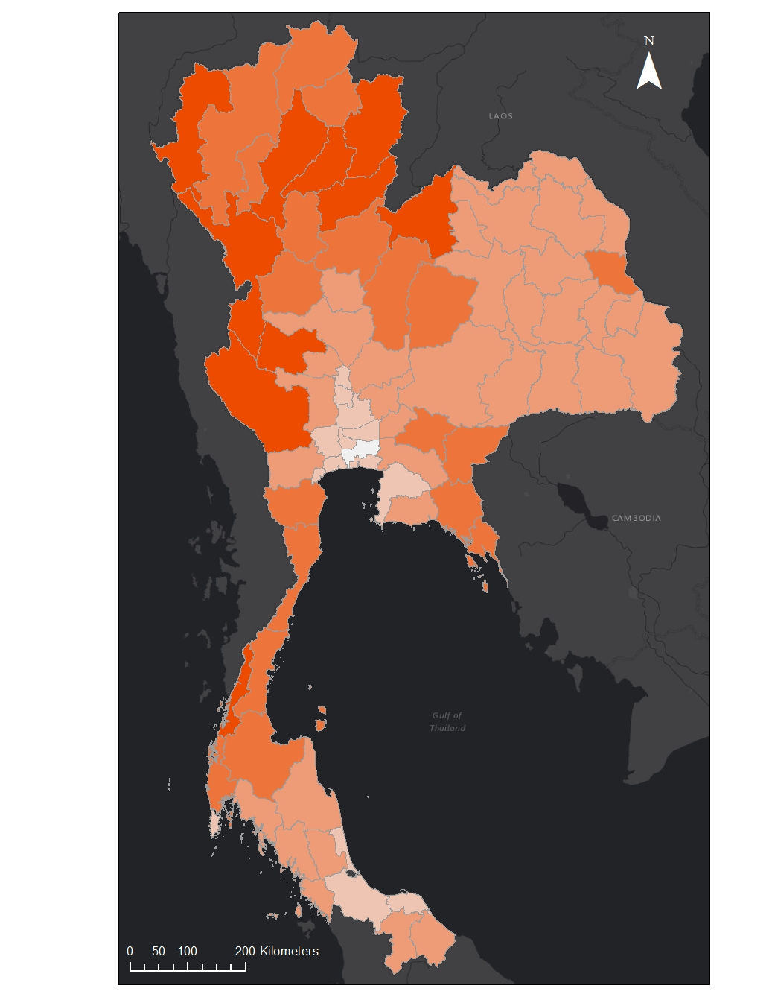 N
LAOS
CAMBODIA
Gulf of
Thailand
0 50 100 200 Kilometers